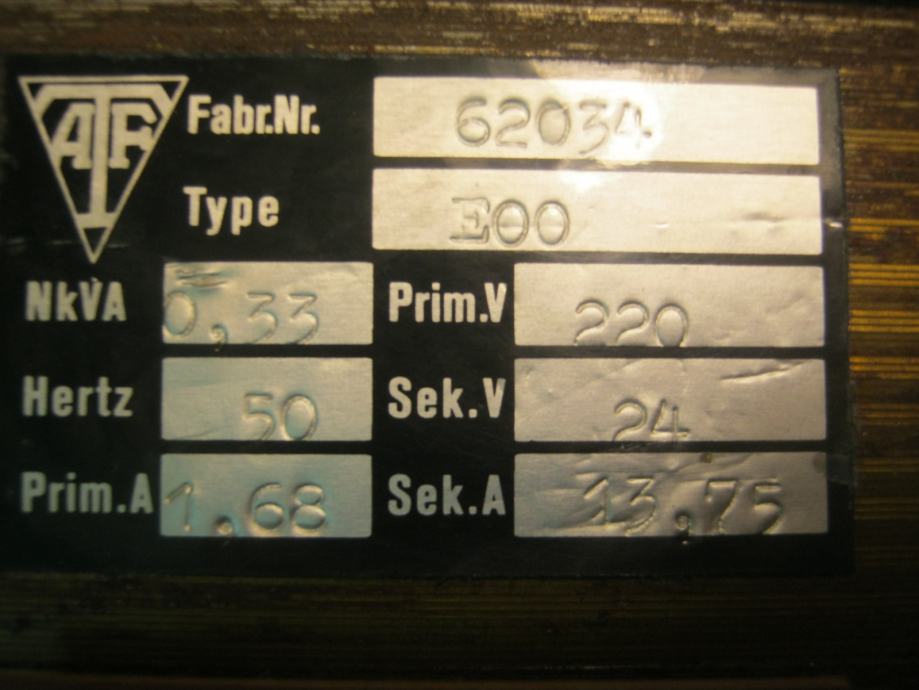 ATF
Fabr.Nr. 62034
Type E00
NkVA 0,33 Prim.V 220
Hertz 50 Sek.V 24
Prim.A 1,68 Sek.A 13,75